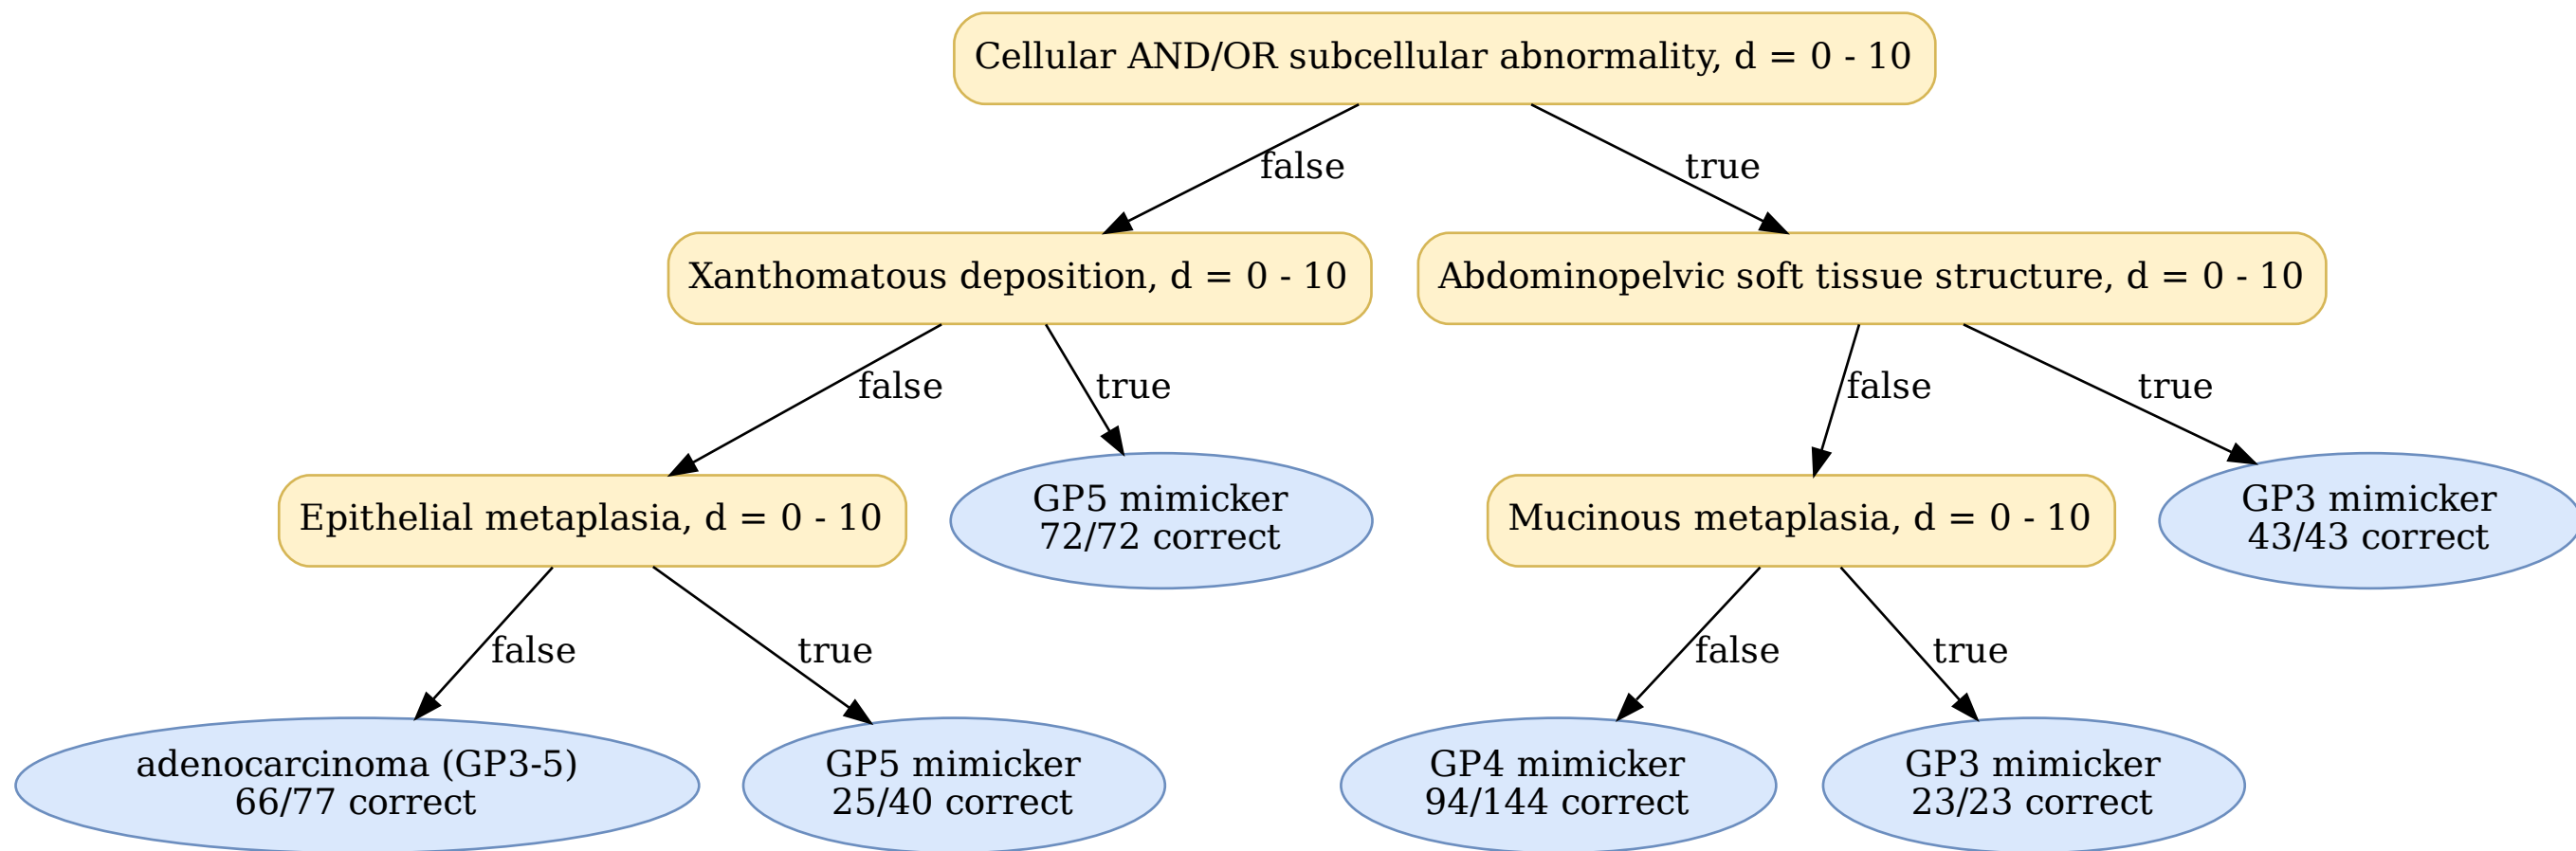 Cellular AND/OR subcellular abnormality, d = 0 - 10
false
true
Xanthomatous deposition, d = 0 - 10
Abdominopelvic soft tissue structure, d = 0 - 10
false
true
false
true
Epithelial metaplasia, d = 0 - 10
GP5 mimicker
72/72 correct
Mucinous metaplasia, d = 0 - 10
GP3 mimicker
43/43 correct
false
true
false
true
adenocarcinoma (GP3-5)
66/77 correct
GP5 mimicker
25/40 correct
GP4 mimicker
94/144 correct
GP3 mimicker
23/23 correct